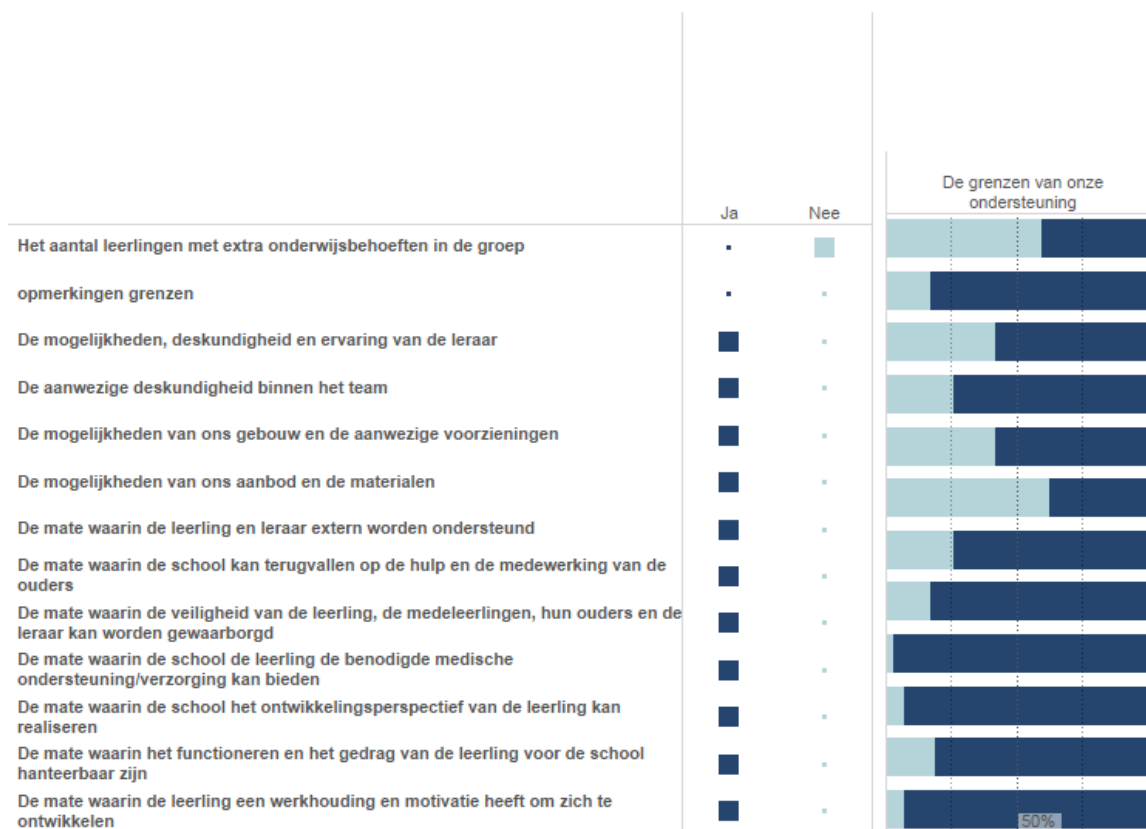 De grenzen van onze
ondersteuning
Ja Nee
Het aantal leerlingen met extra onderwijsbehoeften in de groep
opmerkingen grenzen
De mogelijkheden, deskundigheid en ervaring van de leraar
De aanwezige deskundigheid binnen het team
De mogelijkheden van ons gebouw en de aanwezige voorzieningen
De mogelijkheden van ons aanbod en de materialen
De mate waarin de leerling en leraar extern worden ondersteund
De mate waarin de school kan terugvallen op de hulp en de medewerking van de
ouders
De mate waarin de veiligheid van de leerling, de medeleerlingen, hun ouders en de
leraar kan worden gewaarborgd
De mate waarin de school de leerling de benodigde medische
ondersteuning/verzorging kan bieden
De mate waarin de school het ontwikkelingsperspectief van de leerling kan
realiseren
De mate waarin het functioneren en het gedrag van de leerling voor de school
hanteerbaar zijn
De mate waarin de leerling een werkhouding en motivatie heeft om zich te
ontwikkelen
50%